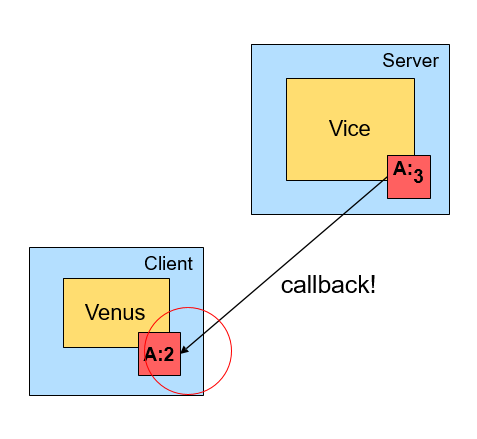 Server
Vice
A:3
Client
callback!
Venus
A:2